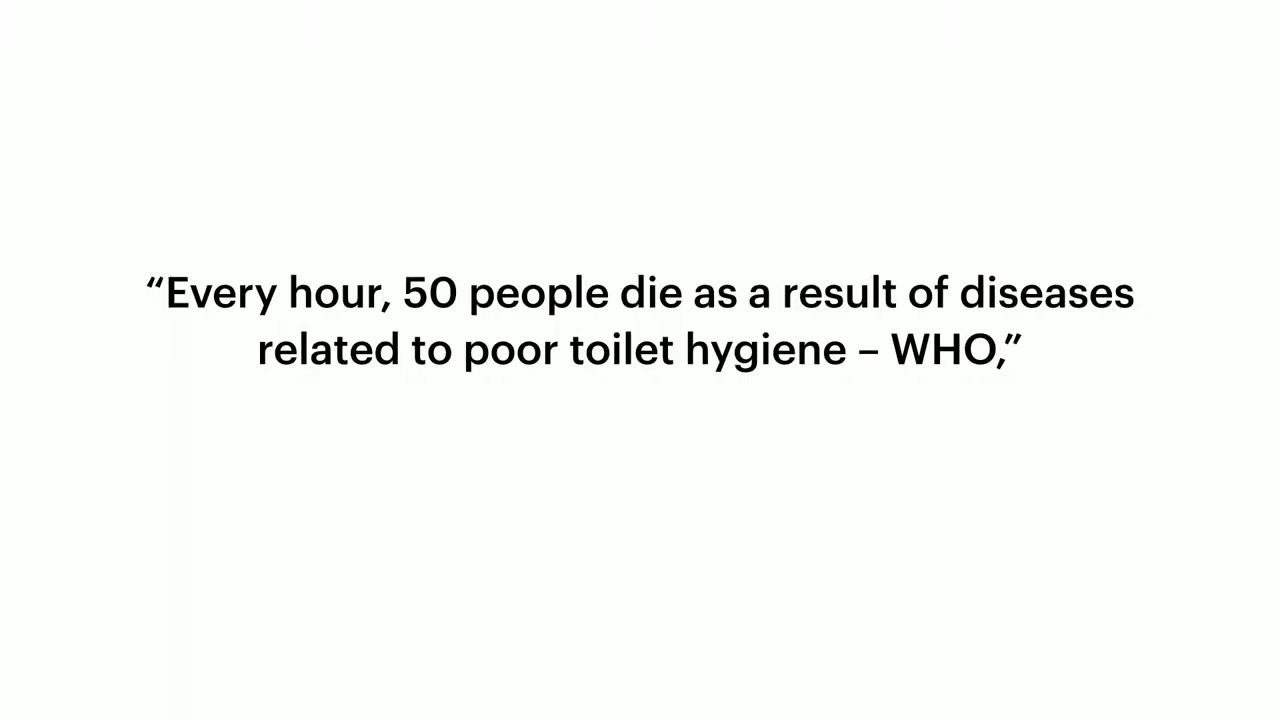 “Every hour, 50 people die as a result of diseases
related to poor toilet hygiene – WHO,”